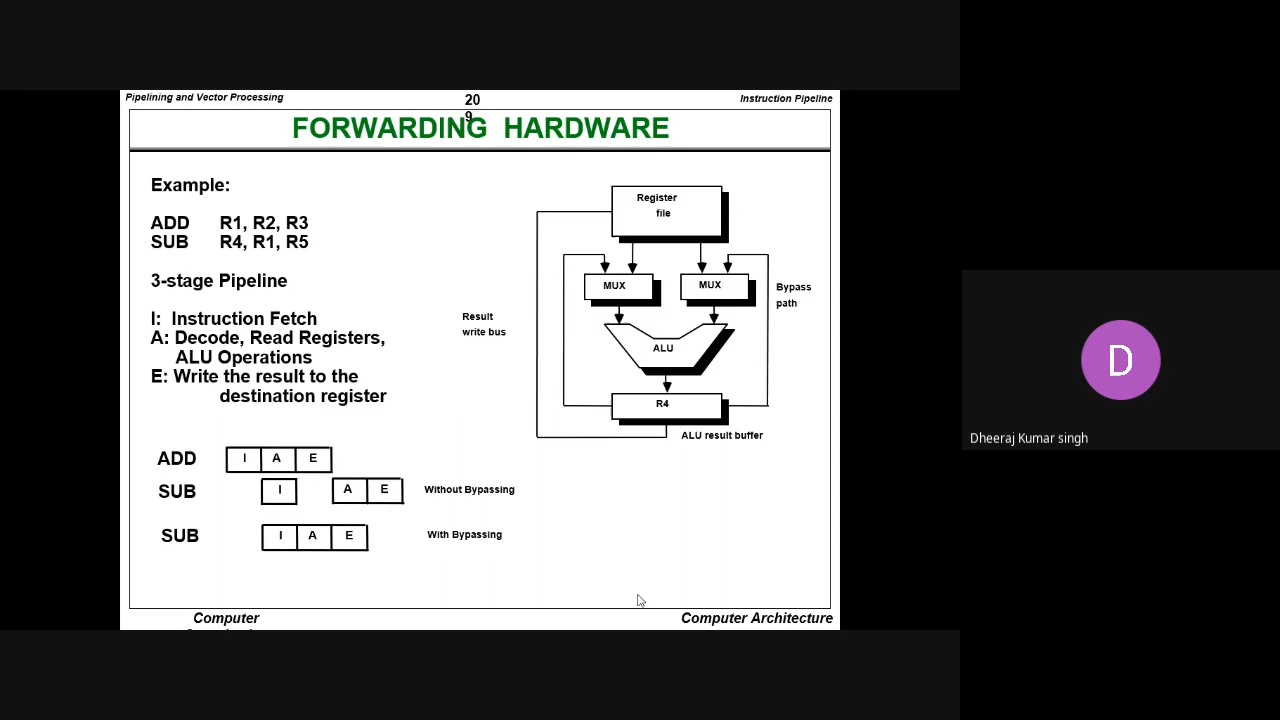 Pipelining and Vector Processing
20
9
Instruction Pipeline
FORWARDING HARDWARE
Example:
ADD R1, R2, R3
SUB R4, R1, R5
3-stage Pipeline
I: Instruction Fetch
A: Decode, Read Registers,
ALU Operations
E: Write the result to the
destination register
Register
file
MUX
MUX
Bypass
path
Result
write bus
ALU
R4
ALU result buffer
ADD I A E
SUB I A E Without Bypassing
SUB I A E With Bypassing
Computer
Computer Architecture
D
Dheeraj Kumar singh